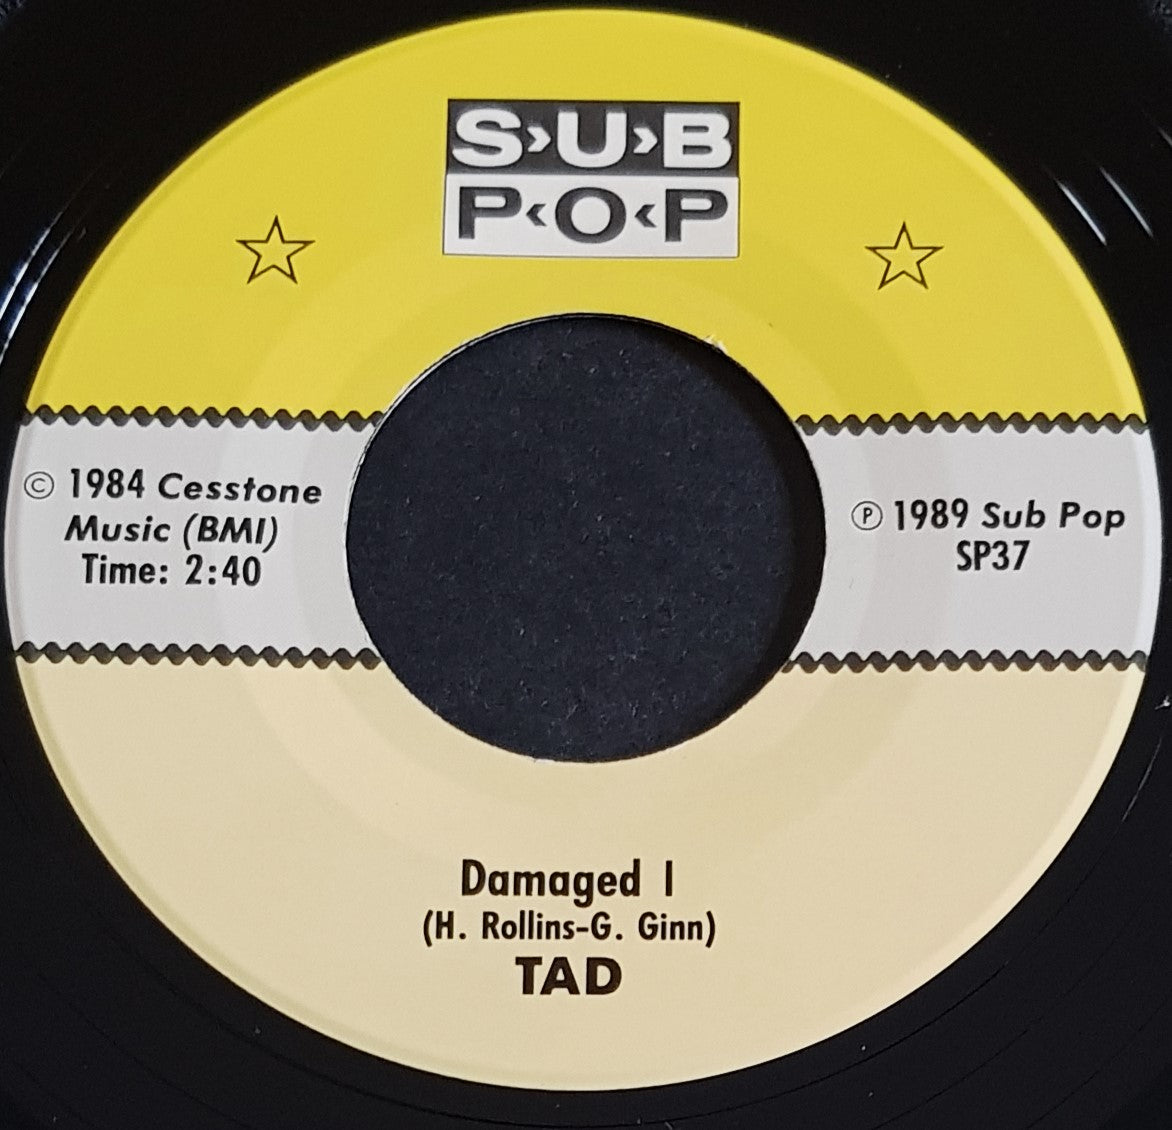 S›U›B
P‹O‹P
© 1984 Cesstone
Music (BMI)
Time: 2:40
℗ 1989 Sub Pop
SP37
Damaged I
(H. Rollins-G. Ginn)
TAD